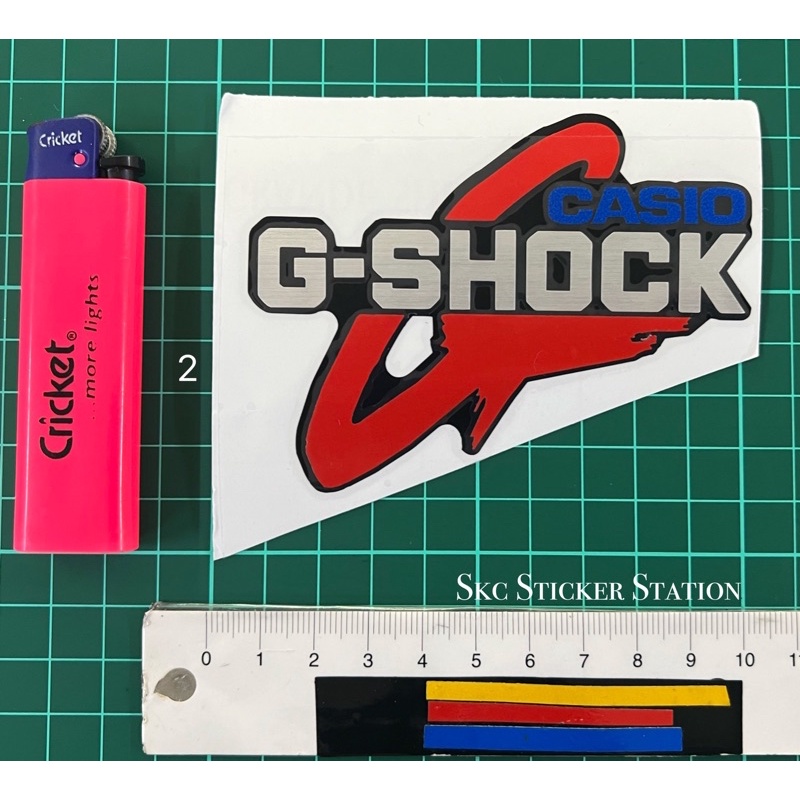 Cricket
Cricket®
...more lights
2
CASIO
G-SHOCK
SKC STICKER STATION
0 1 2 3 4 5 6 7 8 9 10 11